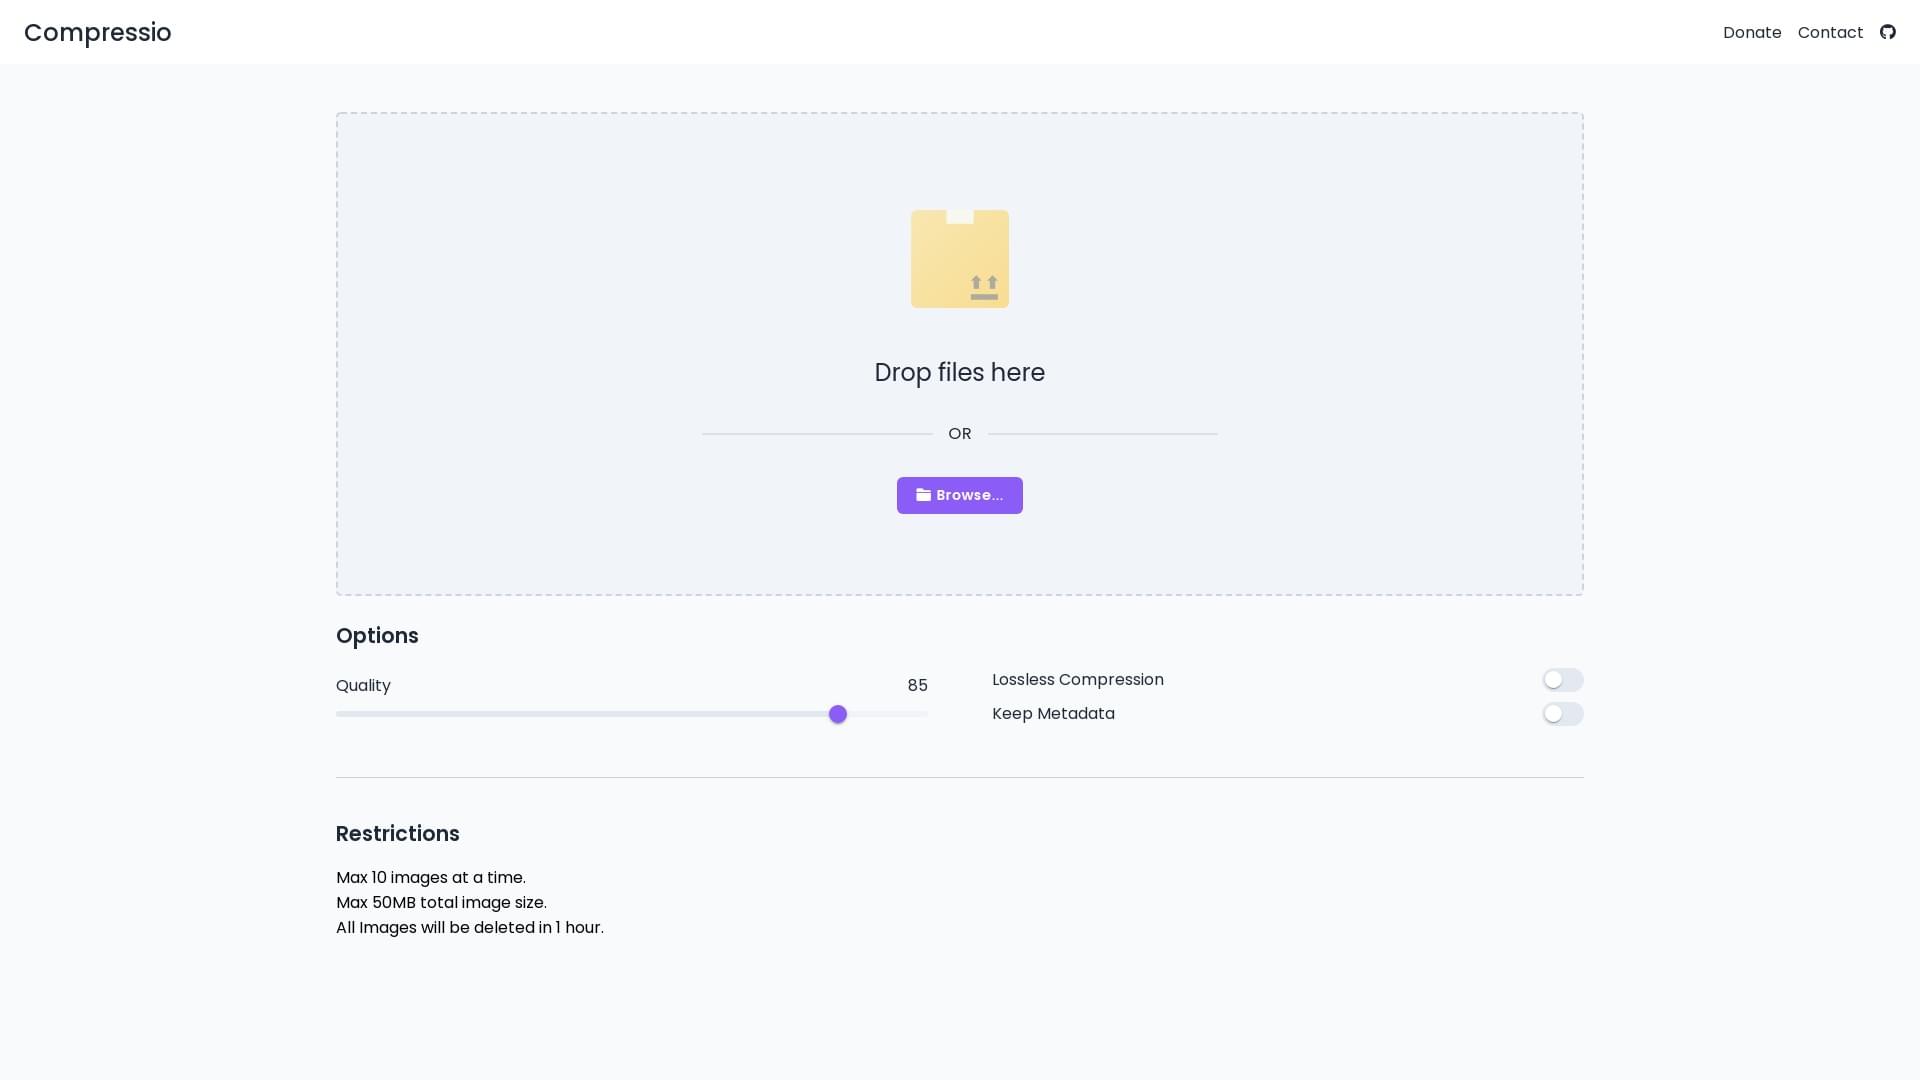 Compressio
Donate
Contact
Drop files here
OR
Browse...
Options
Quality
85
Lossless Compression
Keep Metadata
Restrictions
Max 10 images at a time.
Max 50MB total image size.
All Images will be deleted in 1 hour.